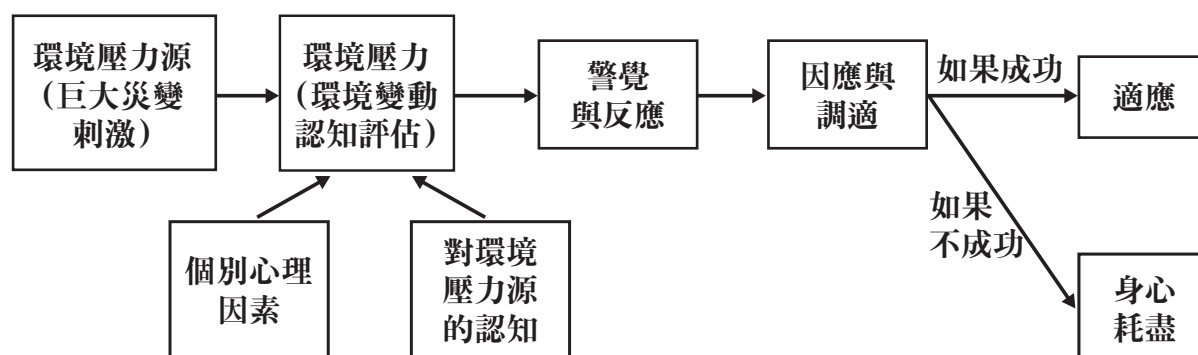 環境壓力源
（巨大災變
刺激）
環境壓力
（環境變動
認知評估）
警覺
與反應
因應與
調適
如果成功
適應
如果
不成功
個別心理
因素
對環境
壓力源
的認知
身心
耗盡